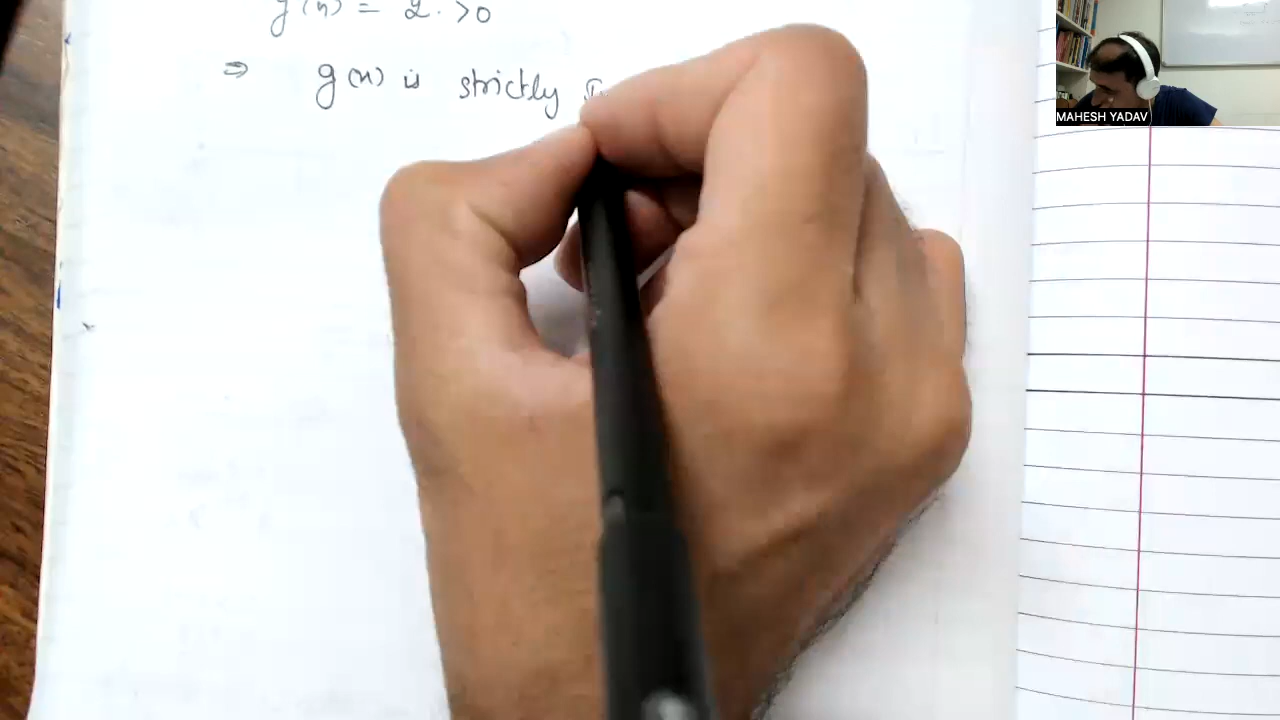 g'(x) = 2. >0
⇒ g(x) is strictly
MAHESH YADAV